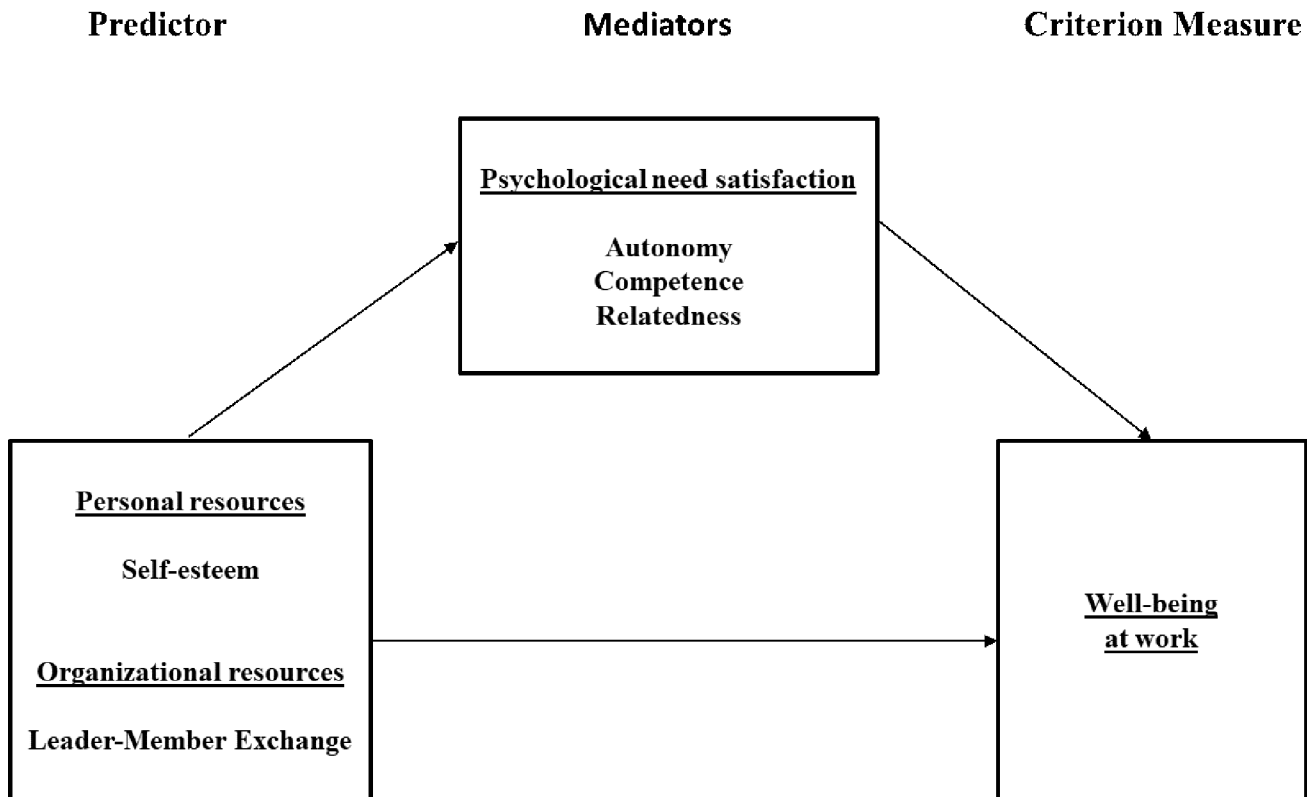 Predictor
Mediators
Criterion Measure
Psychological need satisfaction
Autonomy
Competence
Relatedness
Personal resources
Self-esteem
Organizational resources
Leader-Member Exchange
Well-being
at work